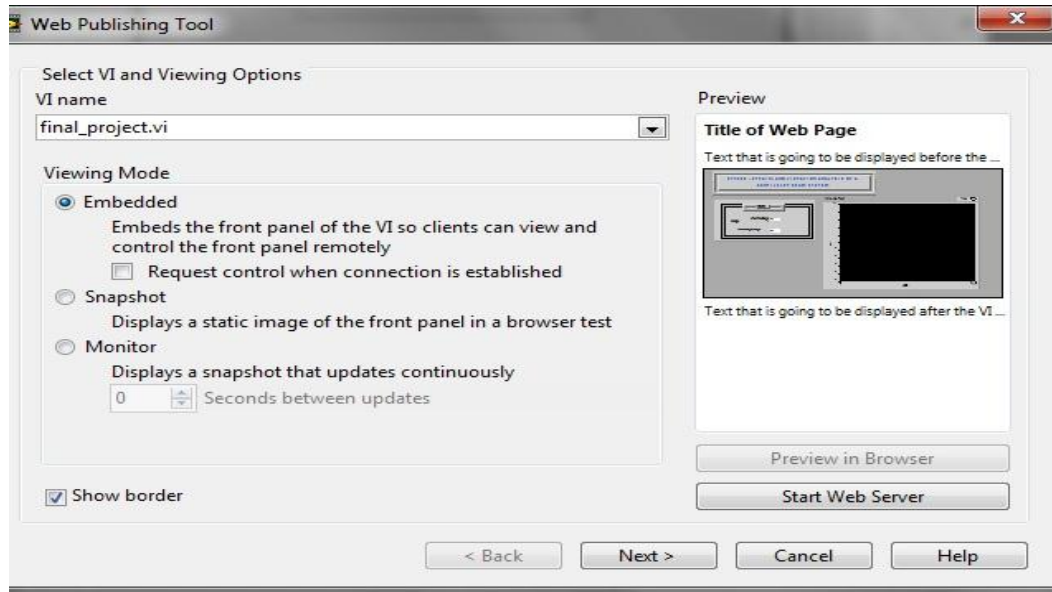 Web Publishing Tool
Select VI and Viewing Options
VI name
final_project.vi
Viewing Mode
Embedded
Embeds the front panel of the VI so clients can view and
control the front panel remotely
Request control when connection is established
Snapshot
Displays a static image of the front panel in a browser test
Monitor
Displays a snapshot that updates continuously
0 Seconds between updates
Show border
Preview
Title of Web Page
Text that is going to be displayed before the ...
Text that is going to be displayed after the VI ...
Preview in Browser
Start Web Server
< Back
Next >
Cancel
Help